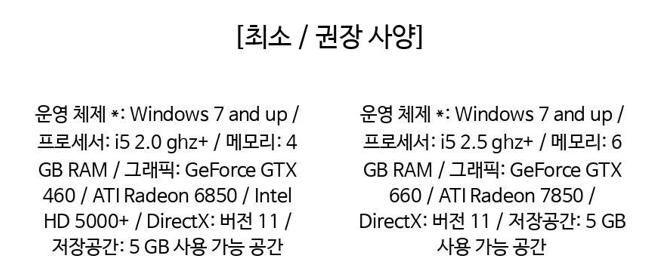 [최소 / 권장 사양]
운영 체제 *: Windows 7 and up /
프로세서: i5 2.0 ghz+ / 메모리: 4
GB RAM / 그래픽: GeForce GTX
460 / ATI Radeon 6850 / Intel
HD 5000+ / DirectX: 버전 11 /
저장공간: 5 GB 사용 가능 공간
운영 체제 *: Windows 7 and up /
프로세서: i5 2.5 ghz+ / 메모리: 6
GB RAM / 그래픽: GeForce GTX
660 / ATI Radeon 7850 /
DirectX: 버전 11 / 저장공간: 5 GB
사용 가능 공간